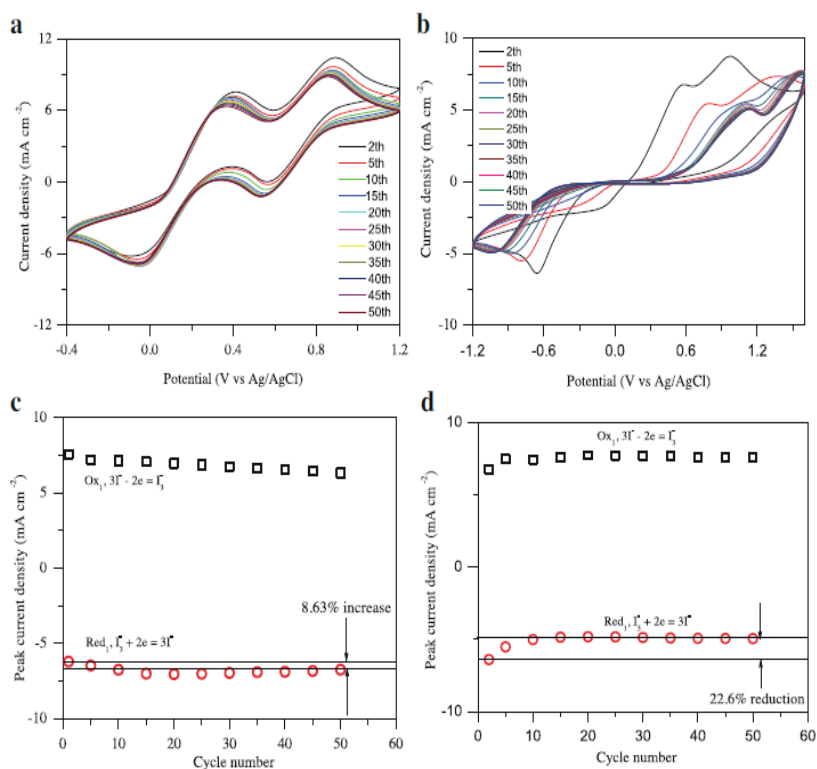 a
12
6
0
-6
-12
-0.4
0.0
0.4
0.8
1.2
Current density (mA cm⁻²)
Potential (V vs Ag/AgCl)
2th
5th
10th
15th
20th
25th
30th
35th
40th
45th
50th
b
10
5
0
-5
-10
-1.2
-0.6
0.0
0.6
1.2
Current density (mA cm⁻²)
Potential (V vs Ag/AgCl)
2th
5th
10th
15th
20th
25th
30th
35th
40th
45th
50th
c
10
5
0
-5
-10
0
10
20
30
40
50
60
Peak current density (mA cm⁻²)
Cycle number
Ox₁, 3I⁻ - 2e = I₃⁻
8.63% increase
Red₁, I₃⁻ + 2e = 3I⁻
d
10
0
-10
0
10
20
30
40
50
60
Peak current density (mA cm⁻²)
Cycle number
Ox₁, 3I⁻ - 2e = I₃⁻
Red₁, I₃⁻ + 2e = 3I⁻
22.6% reduction